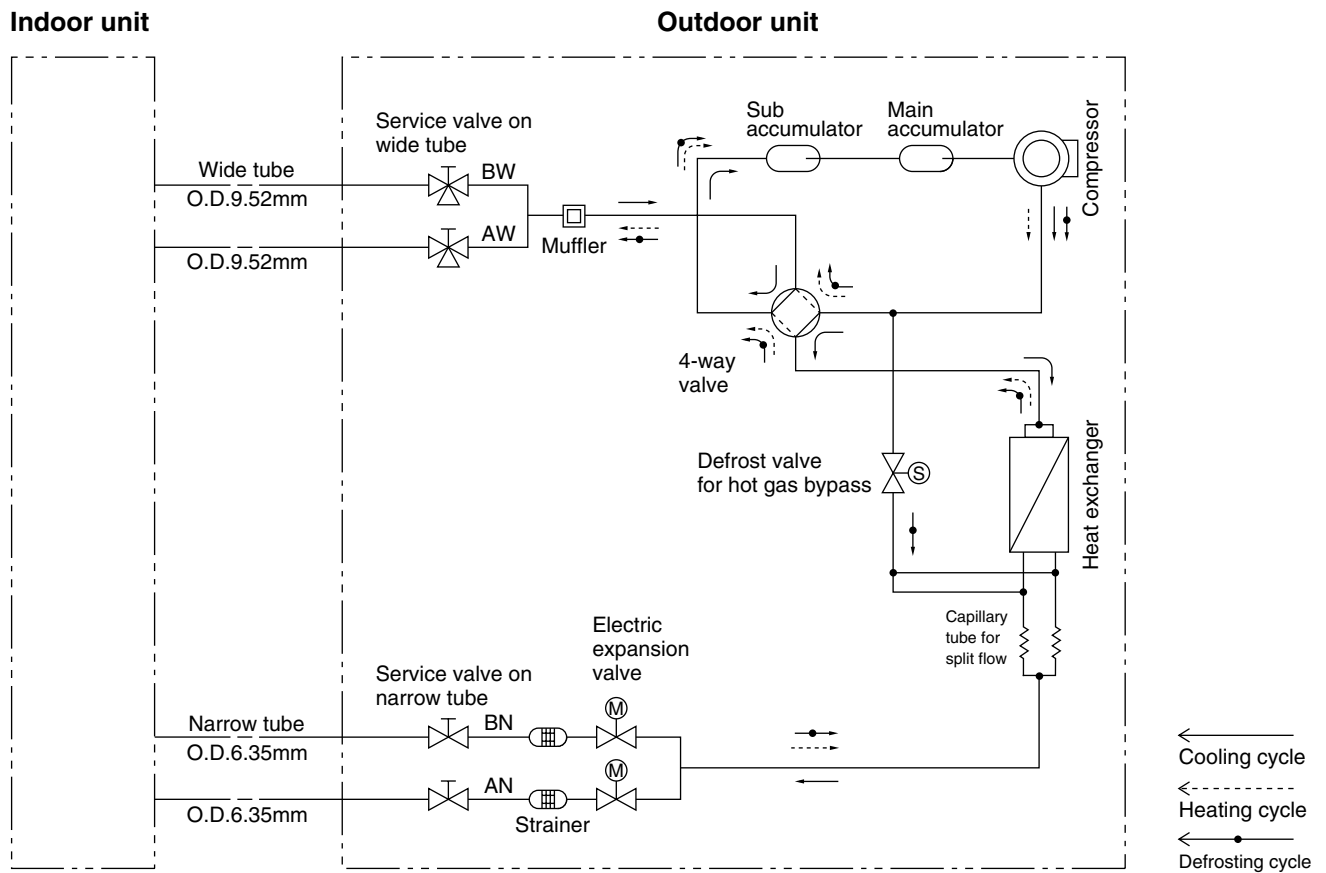 Indoor unit
Outdoor unit
Service valve on
wide tube
Sub
accumulator
Main
accumulator
Compressor
Wide tube
O.D.9.52mm
BW
AW
Muffler
O.D.9.52mm
4-way
valve
Defrost valve
for hot gas bypass
S
Heat exchanger
Capillary
tube for
split flow
Electric
expansion
valve
Service valve on
narrow tube
Narrow tube
O.D.6.35mm
BN
M
AN
M
O.D.6.35mm
Strainer
Cooling cycle
Heating cycle
Defrosting cycle